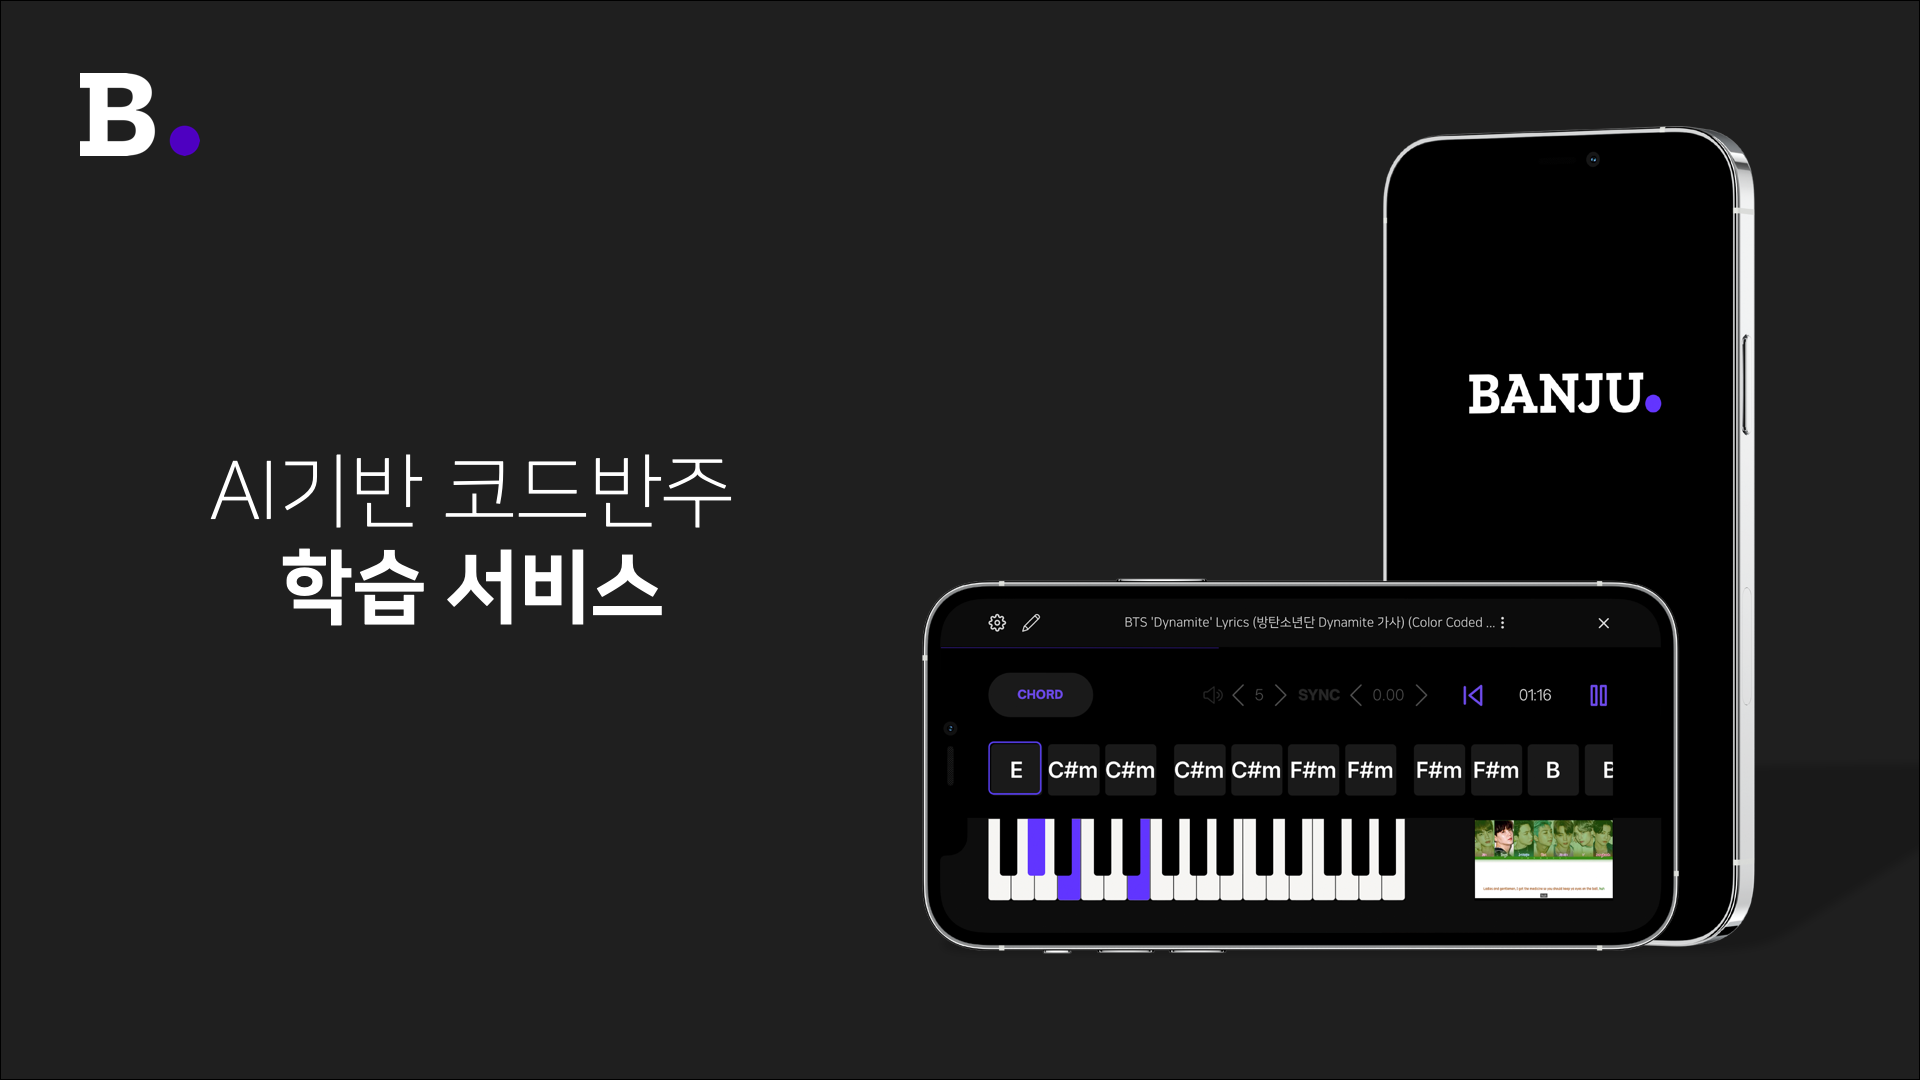 B.
AI기반 코드반주
학습 서비스
BANJU.
BTS 'Dynamite' Lyrics (방탄소년단 Dynamite 가사) (Color Coded ...
CHORD
5
SYNC
0.00
01:16
E C#m C#m C#m C#m F#m F#m F#m F#m B